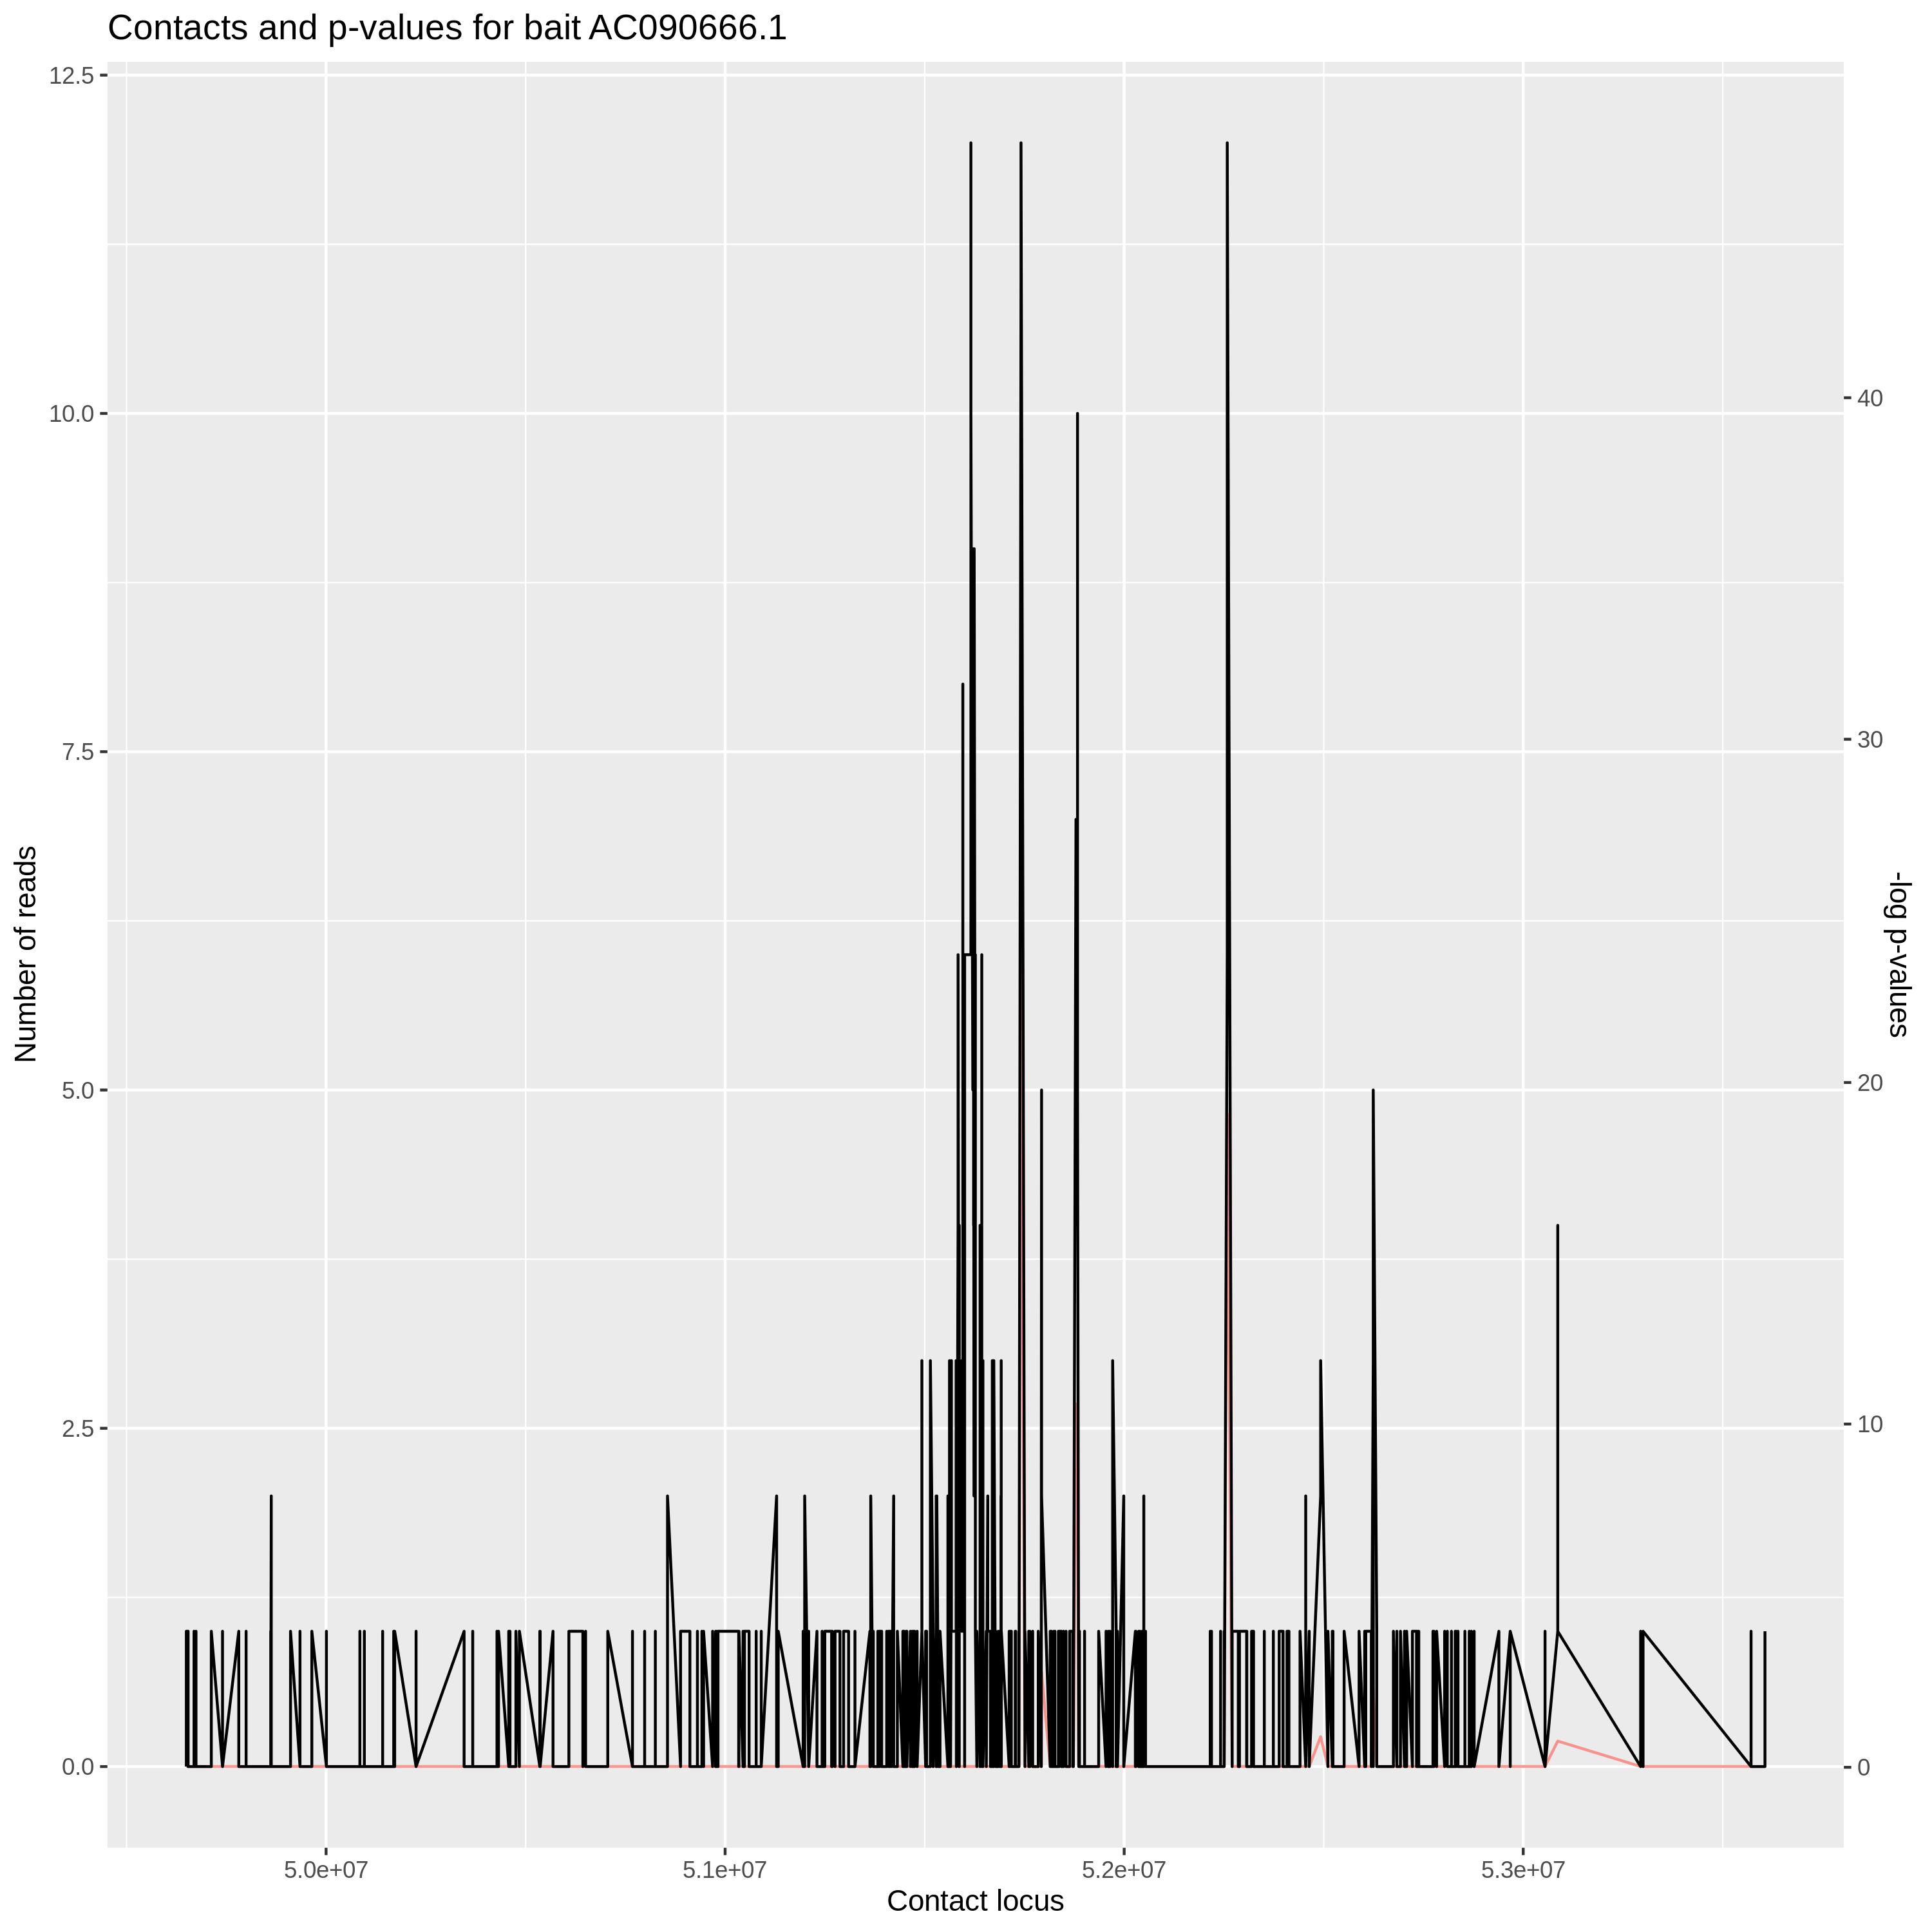 Contacts and p-values for bait AC090666.1
12.5
10.0
7.5
5.0
2.5
0.0
Number of reads
40
30
20
10
0
-log p-values
5.0e+07 5.1e+07 5.2e+07 5.3e+07
Contact locus